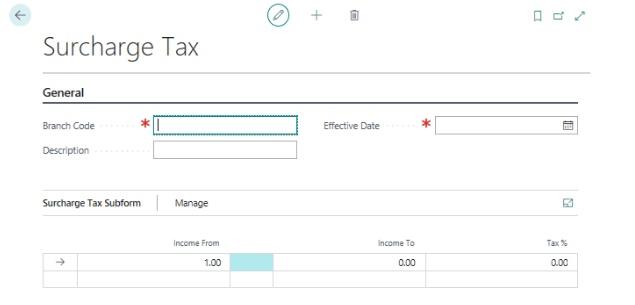 Surcharge Tax
General
Branch Code * Effective Date *
Description
Surcharge Tax Subform Manage
Income From Income To Tax %
1.00 0.00 0.00